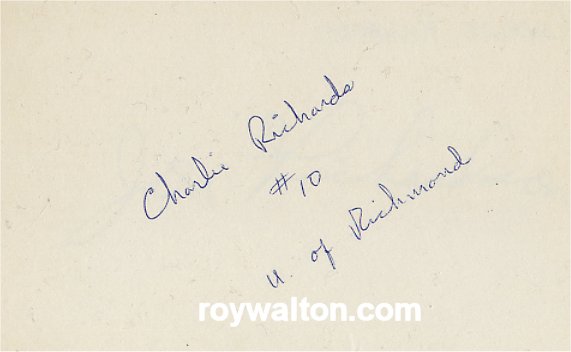 Charlie Richards
#10
U. of Richmond
roywalton.com